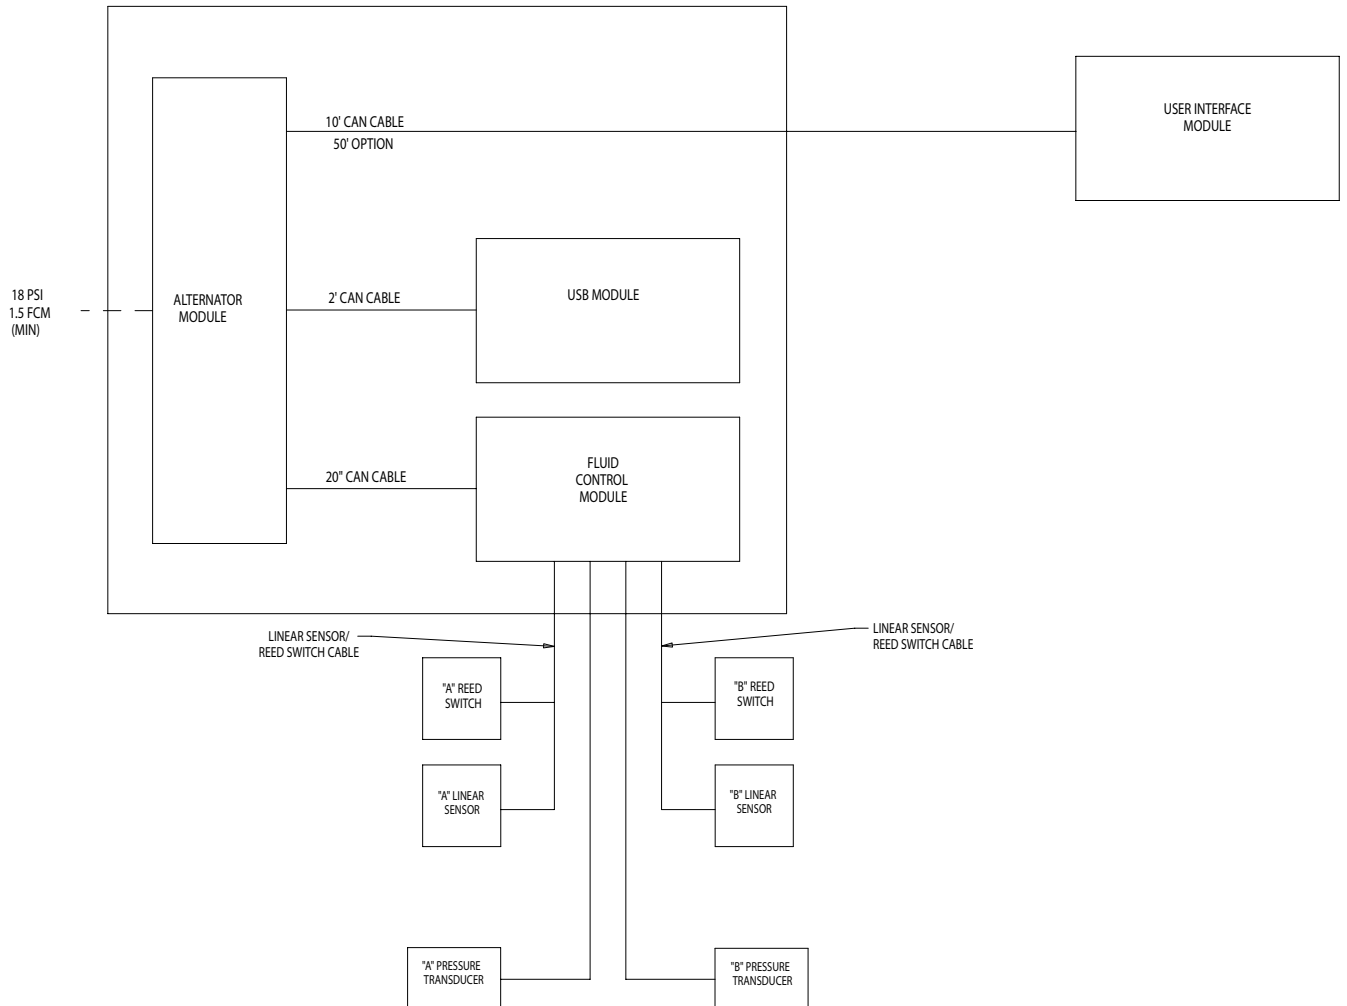 10' CAN CABLE
50' OPTION
USER INTERFACE
MODULE
18 PSI
1.5 FCM
(MIN)
ALTERNATOR
MODULE
2' CAN CABLE
USB MODULE
20" CAN CABLE
FLUID
CONTROL
MODULE
LINEAR SENSOR/
REED SWITCH CABLE
LINEAR SENSOR/
REED SWITCH CABLE
"A" REED
SWITCH
"B" REED
SWITCH
"A" LINEAR
SENSOR
"B" LINEAR
SENSOR
"A" PRESSURE
TRANSDUCER
"B" PRESSURE
TRANSDUCER